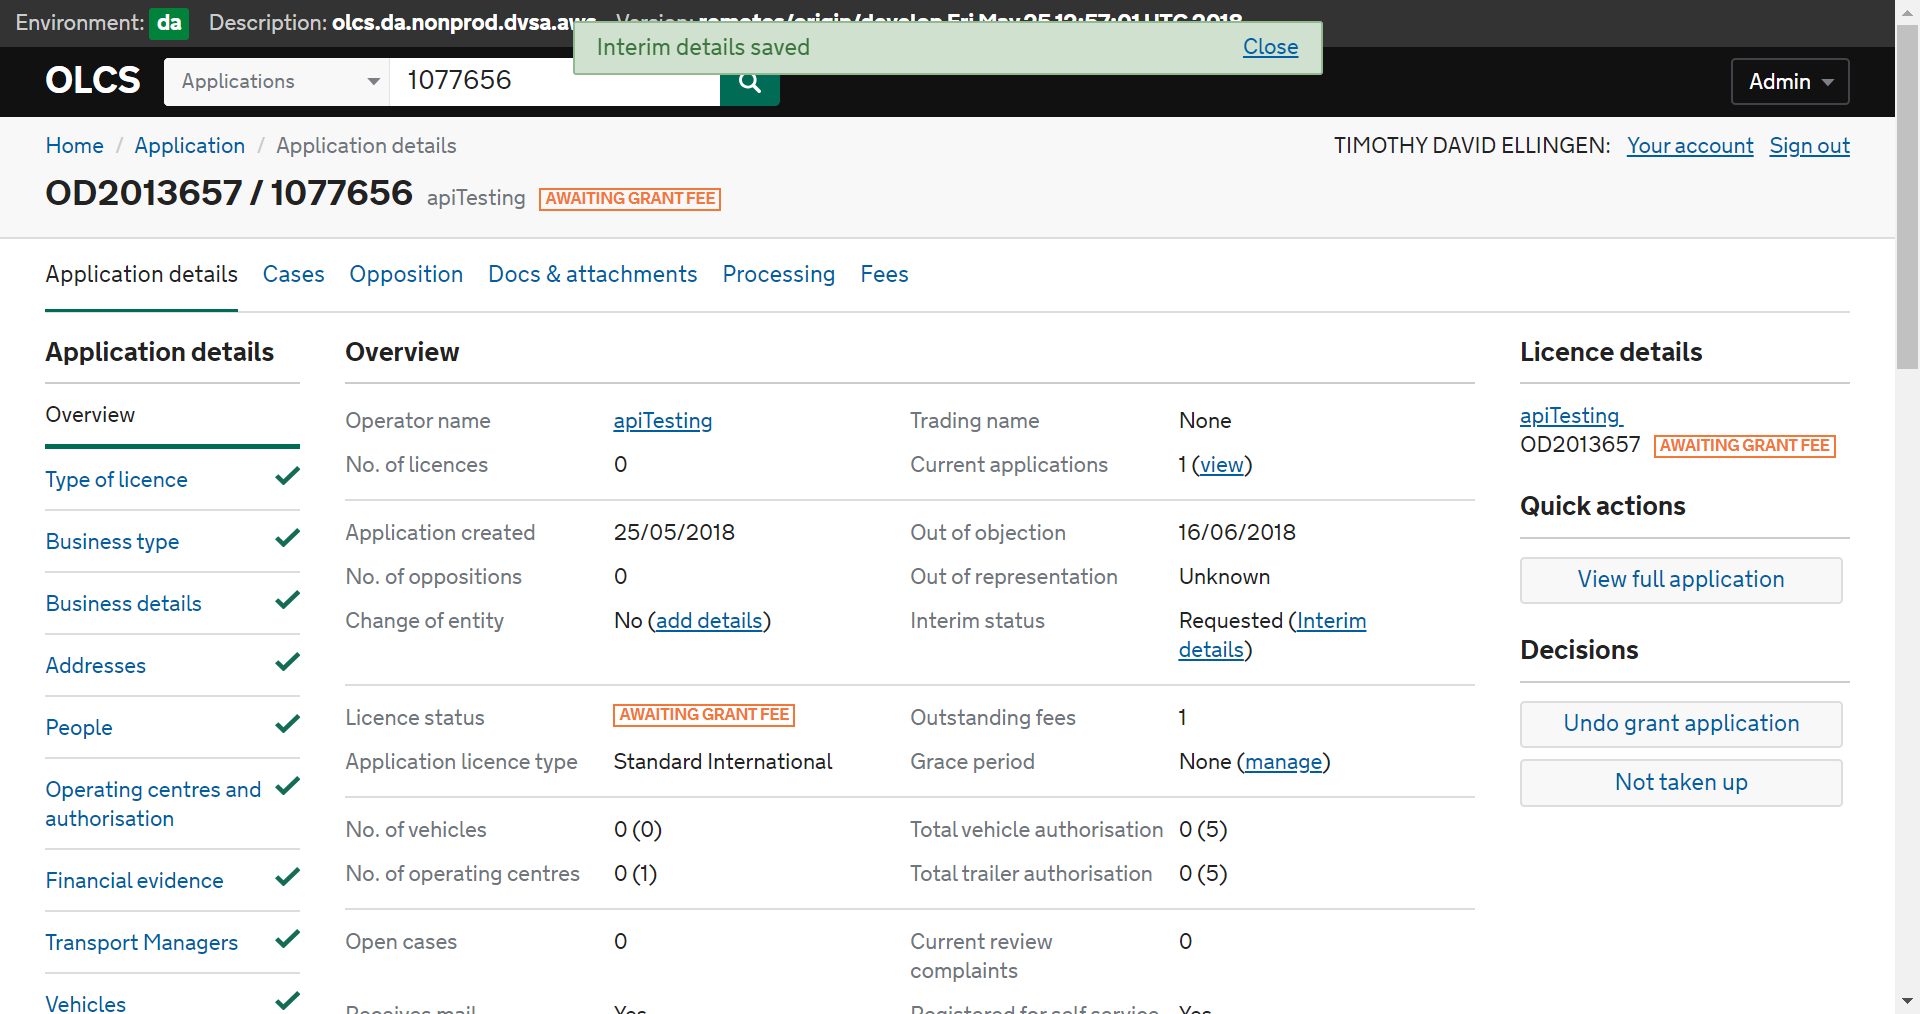 Environment: da Description: olcs.da.nonprod.dvsa.aws Version: remotes/origin/develop Fri May 25 12:57:01 UTC 2018
Interim details saved Close
OLCS Applications 1077656 Admin
Home / Application / Application details TIMOTHY DAVID ELLINGEN: Your account Sign out
OD2013657 / 1077656 apiTesting AWAITING GRANT FEE
Application details Cases Opposition Docs & attachments Processing Fees
Application details
Overview
Type of licence
Business type
Business details
Addresses
People
Operating centres and
authorisation
Financial evidence
Transport Managers
Vehicles
Overview
Operator name apiTesting Trading name None
No. of licences 0 Current applications 1 (view)
Application created 25/05/2018 Out of objection 16/06/2018
No. of oppositions 0 Out of representation Unknown
Change of entity No (add details) Interim status Requested (Interim
details)
Licence status AWAITING GRANT FEE Outstanding fees 1
Application licence type Standard International Grace period None (manage)
No. of vehicles 0 (0) Total vehicle authorisation 0 (5)
No. of operating centres 0 (1) Total trailer authorisation 0 (5)
Open cases 0 Current review 0
complaints
Receives mail Yes Registered for self service Yes
Licence details
apiTesting
OD2013657 AWAITING GRANT FEE
Quick actions
View full application
Decisions
Undo grant application
Not taken up